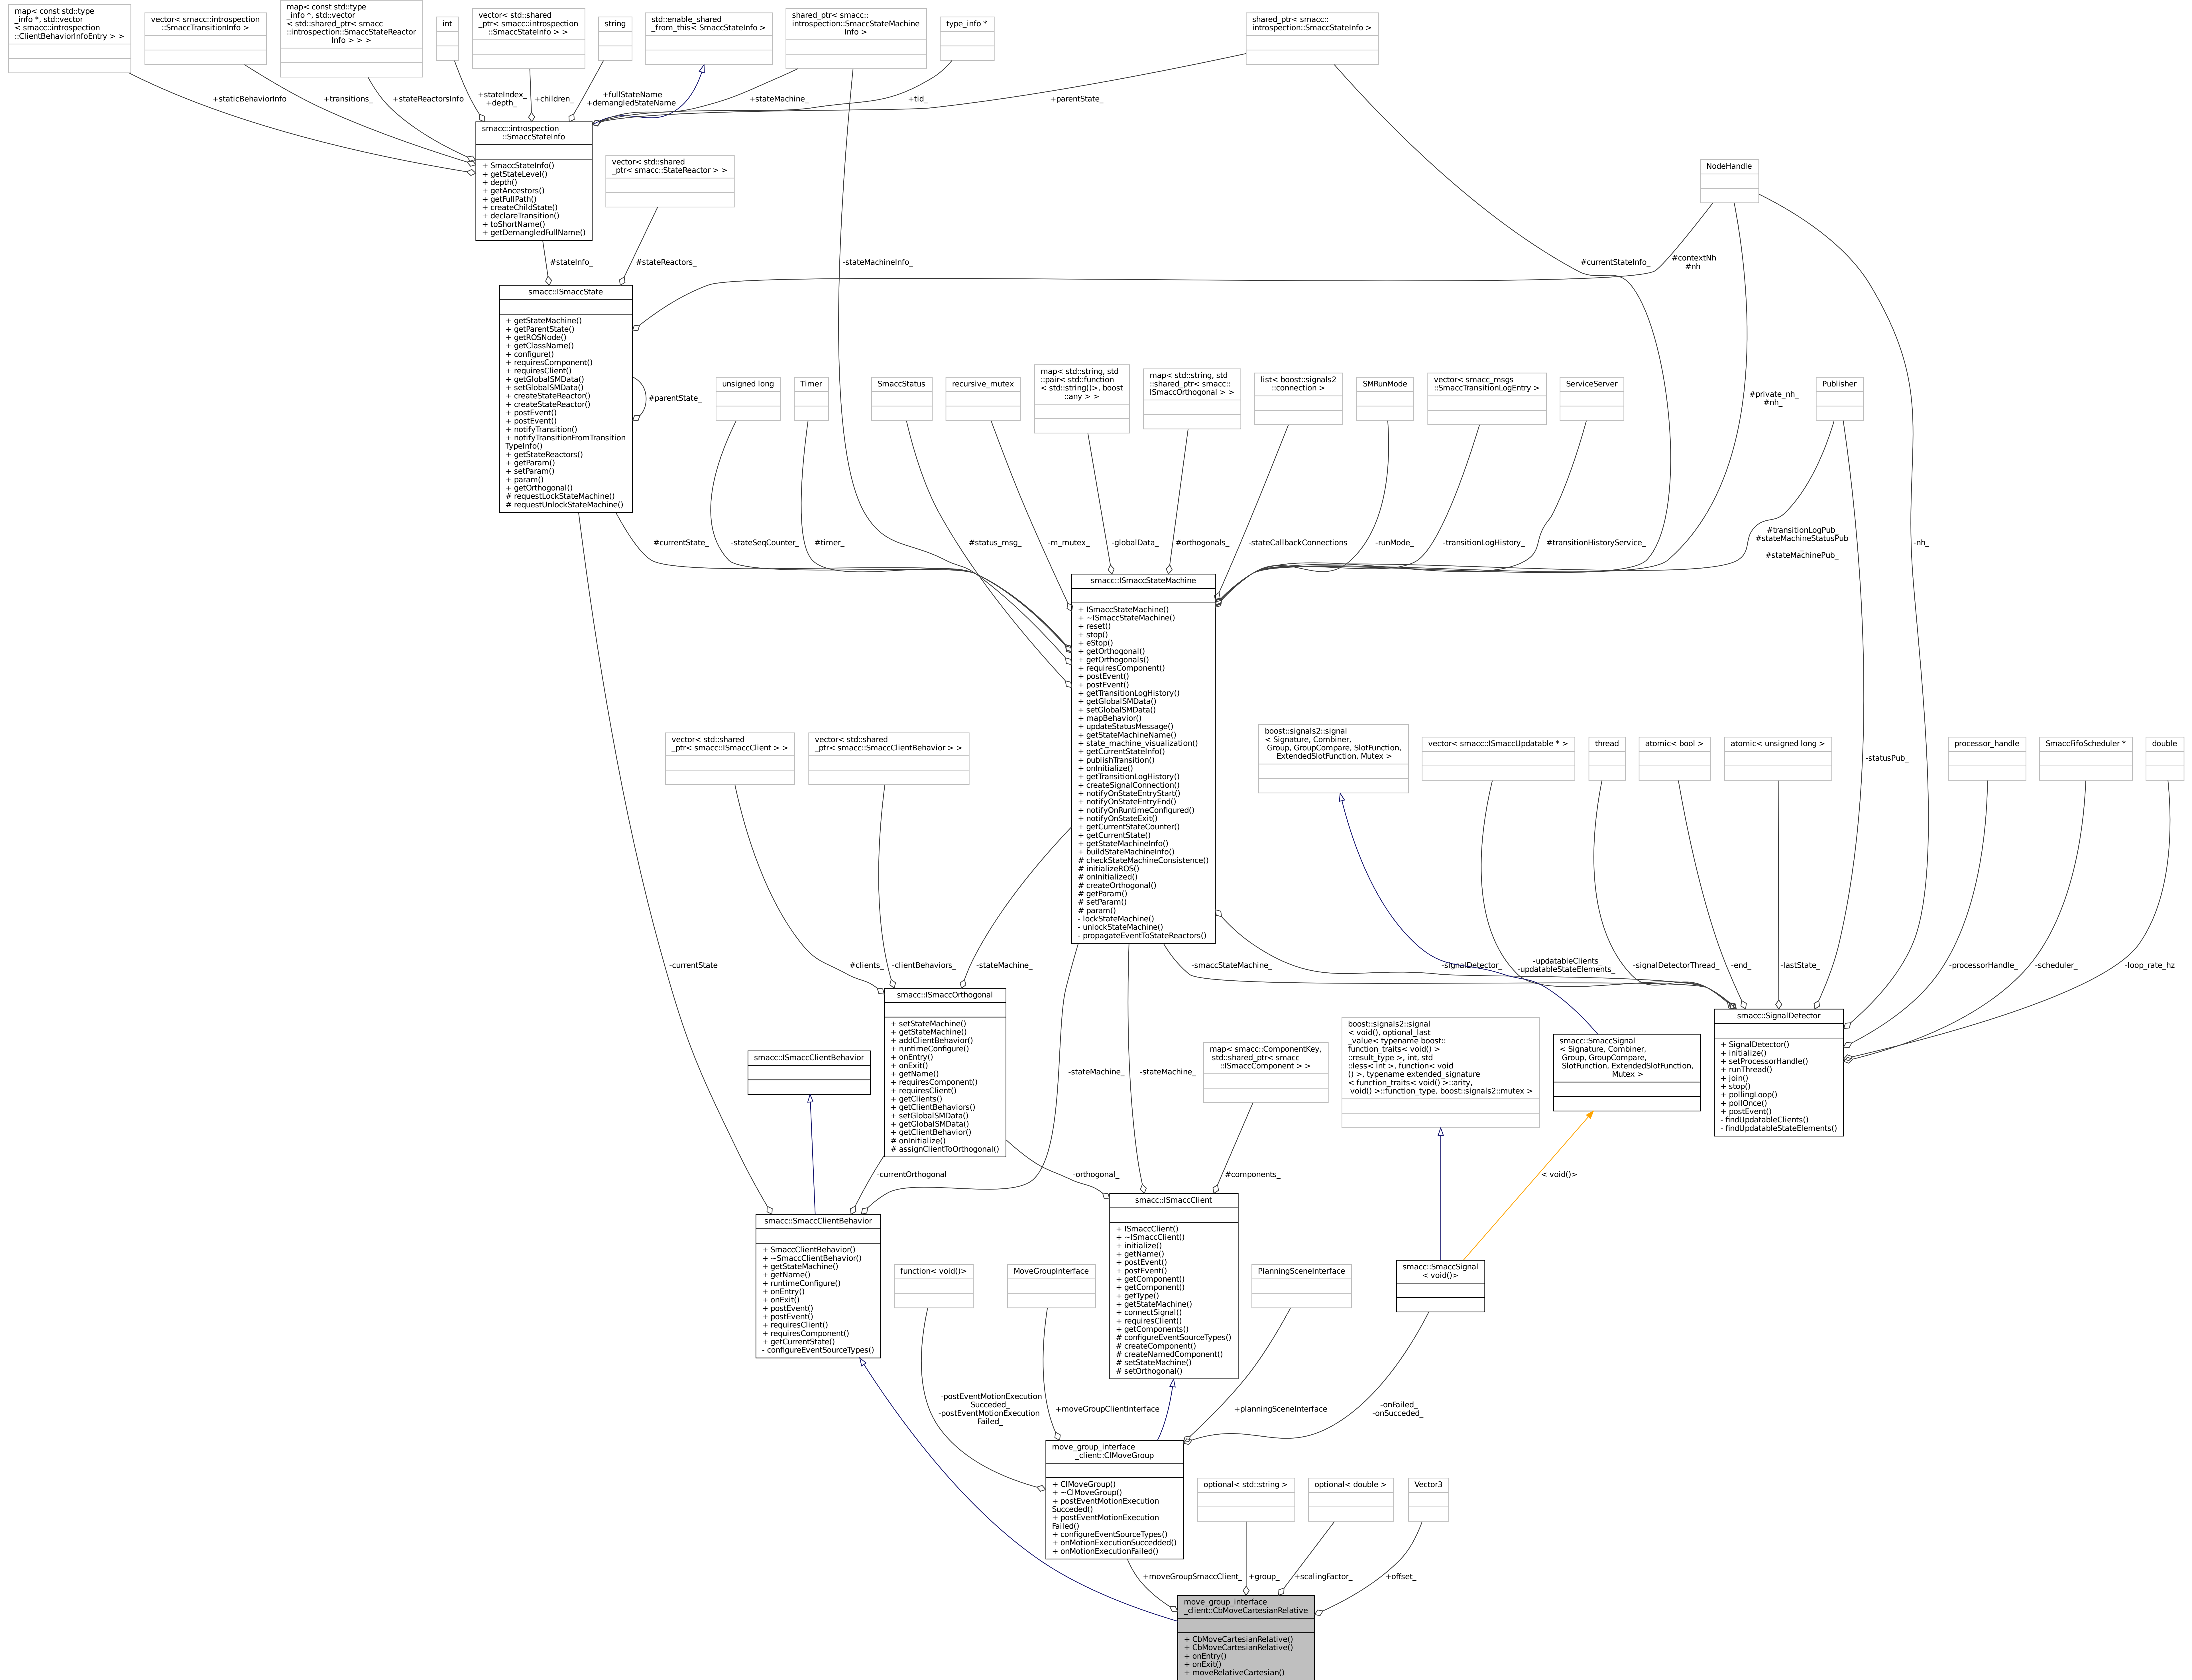 map< const std::type
_info *, std::vector
< smacc::introspection
::ClientBehaviorInfoEntry > >
vector< smacc::introspection
::SmaccTransitionInfo >
map< const std::type
_info *, std::vector
< std::shared_ptr< smacc
::introspection::SmaccStateReactor
Info > > >
int
vector< std::shared
_ptr< smacc::introspection
::SmaccStateInfo > >
string
std::enable_shared
_from_this< SmaccStateInfo >
shared_ptr< smacc::
introspection::SmaccStateMachine
Info >
type_info *
shared_ptr< smacc::
introspection::SmaccStateInfo >
+staticBehaviorInfo
+transitions_
+stateReactorsInfo
+stateIndex_
+depth_
+children_
+fullStateName
+demangledStateName
+stateMachine_
+tid_
+parentState_
smacc::introspection
::SmaccStateInfo
+ SmaccStateInfo()
+ getStateLevel()
+ depth()
+ getAncestors()
+ getFullPath()
+ createChildState()
+ declareTransition()
+ toShortName()
+ getDemangledFullName()
vector< std::shared
_ptr< smacc::StateReactor > >
NodeHandle
#stateInfo_
#stateReactors_
-stateMachineInfo_
#currentStateInfo_
#contextNh
#nh
smacc::ISmaccState
+ getStateMachine()
+ getParentState()
+ getROSNode()
+ getClassName()
+ configure()
+ requiresComponent()
+ requiresClient()
+ getGlobalSMData()
+ setGlobalSMData()
+ createStateReactor()
+ createStateReactor()
+ postEvent()
+ postEvent()
+ notifyTransition()
+ notifyTransitionFromTransition
TypeInfo()
+ getStateReactors()
+ getParam()
+ setParam()
+ param()
+ getOrthogonal()
# requestLockStateMachine()
# requestUnlockStateMachine()
#parentState_
unsigned long
Timer
SmaccStatus
recursive_mutex
map< std::string, std
::pair< std::function
< std::string()>, boost
::any > >
map< std::string, std
::shared_ptr< smacc::
ISmaccOrthogonal > >
list< boost::signals2
::connection >
SMRunMode
vector< smacc_msgs
::SmaccTransitionLogEntry >
ServiceServer
#private_nh_
#nh_
Publisher
#currentState_
-stateSeqCounter_
#timer_
#status_msg_
-m_mutex_
-globalData_
#orthogonals_
-stateCallbackConnections
-runMode_
-transitionLogHistory_
#transitionHistoryService_
#transitionLogPub_
#stateMachineStatusPub
_
#stateMachinePub_
-nh_
smacc::ISmaccStateMachine
+ ISmaccStateMachine()
+ ~ISmaccStateMachine()
+ reset()
+ stop()
+ eStop()
+ getOrthogonal()
+ getOrthogonals()
+ requiresComponent()
+ postEvent()
+ postEvent()
+ getTransitionLogHistory()
+ getGlobalSMData()
+ setGlobalSMData()
+ mapBehavior()
+ updateStatusMessage()
+ getStateMachineName()
+ state_machine_visualization()
+ getCurrentStateInfo()
+ publishTransition()
+ onInitialize()
+ getTransitionLogHistory()
+ createSignalConnection()
+ notifyOnStateEntryStart()
+ notifyOnStateEntryEnd()
+ notifyOnRuntimeConfigured()
+ notifyOnStateExit()
+ getCurrentStateCounter()
+ getCurrentState()
+ getStateMachineInfo()
+ buildStateMachineInfo()
# checkStateMachineConsistence()
# initializeROS()
# onInitialized()
# createOrthogonal()
# getParam()
# setParam()
# param()
- lockStateMachine()
- unlockStateMachine()
- propagateEventToStateReactors()
vector< std::shared
_ptr< smacc::ISmaccClient > >
vector< std::shared
_ptr< smacc::SmaccClientBehavior > >
boost::signals2::signal
< Signature, Combiner,
Group, GroupCompare, SlotFunction,
ExtendedSlotFunction, Mutex >
vector< smacc::ISmaccUpdatable * >
thread
atomic< bool >
atomic< unsigned long >
-statusPub_
processor_handle
SmaccFifoScheduler *
double
-currentState
#clients_
-clientBehaviors_
-stateMachine_
-smaccStateMachine_
-signalDetector_
-updatableClients_
-updatableStateElements_
-signalDetectorThread_
-end_
-lastState_
-processorHandle_
-scheduler_
-loop_rate_hz
smacc::ISmaccOrthogonal
+ setStateMachine()
+ getStateMachine()
+ addClientBehavior()
+ runtimeConfigure()
+ onEntry()
+ onExit()
+ getName()
+ requiresComponent()
+ requiresClient()
+ getClients()
+ getClientBehaviors()
+ setGlobalSMData()
+ getGlobalSMData()
+ getClientBehavior()
# onInitialize()
# assignClientToOrthogonal()
smacc::SignalDetector
+ SignalDetector()
+ initialize()
+ setProcessorHandle()
+ runThread()
+ join()
+ stop()
+ pollingLoop()
+ pollOnce()
+ postEvent()
- findUpdatableClients()
- findUpdatableStateElements()
smacc::ISmaccClientBehavior
-stateMachine_
-stateMachine_
map< smacc::ComponentKey,
std::shared_ptr< smacc
::ISmaccComponent > >
boost::signals2::signal
< void(), optional_last
_value< typename boost::
function_traits< void() >
::result_type >, int, std
::less< int >, function< void
() >, typename extended_signature
< function_traits< void() >::arity,
void() >::function_type, boost::signals2::mutex >
smacc::SmaccSignal
< Signature, Combiner,
Group, GroupCompare,
SlotFunction, ExtendedSlotFunction,
Mutex >
-currentOrthogonal
-orthogonal_
#components_
< void()>
smacc::SmaccClientBehavior
+ SmaccClientBehavior()
+ ~SmaccClientBehavior()
+ getStateMachine()
+ getName()
+ runtimeConfigure()
+ onEntry()
+ onExit()
+ postEvent()
+ postEvent()
+ requiresClient()
+ requiresComponent()
+ getCurrentState()
- configureEventSourceTypes()
smacc::ISmaccClient
+ ISmaccClient()
+ ~ISmaccClient()
+ initialize()
+ getName()
+ postEvent()
+ postEvent()
+ getComponent()
+ getComponent()
+ getType()
+ getStateMachine()
+ connectSignal()
+ requiresClient()
+ getComponents()
# configureEventSourceTypes()
# createComponent()
# createNamedComponent()
# setStateMachine()
# setOrthogonal()
function< void()>
MoveGroupInterface
PlanningSceneInterface
smacc::SmaccSignal
< void()>
-postEventMotionExecution
Succeded_
-postEventMotionExecution
Failed_
+moveGroupClientInterface
+planningSceneInterface
-onFailed_
-onSucceded_
move_group_interface
_client::ClMoveGroup
+ ClMoveGroup()
+ ~ClMoveGroup()
+ postEventMotionExecution
Succeded()
+ postEventMotionExecution
Failed()
+ configureEventSourceTypes()
+ onMotionExecutionSuccedded()
+ onMotionExecutionFailed()
optional< std::string >
optional< double >
Vector3
+moveGroupSmaccClient_
+group_
+scalingFactor_
+offset_
move_group_interface
_client::CbMoveCartesianRelative
+ CbMoveCartesianRelative()
+ CbMoveCartesianRelative()
+ onEntry()
+ onExit()
+ moveRelativeCartesian()